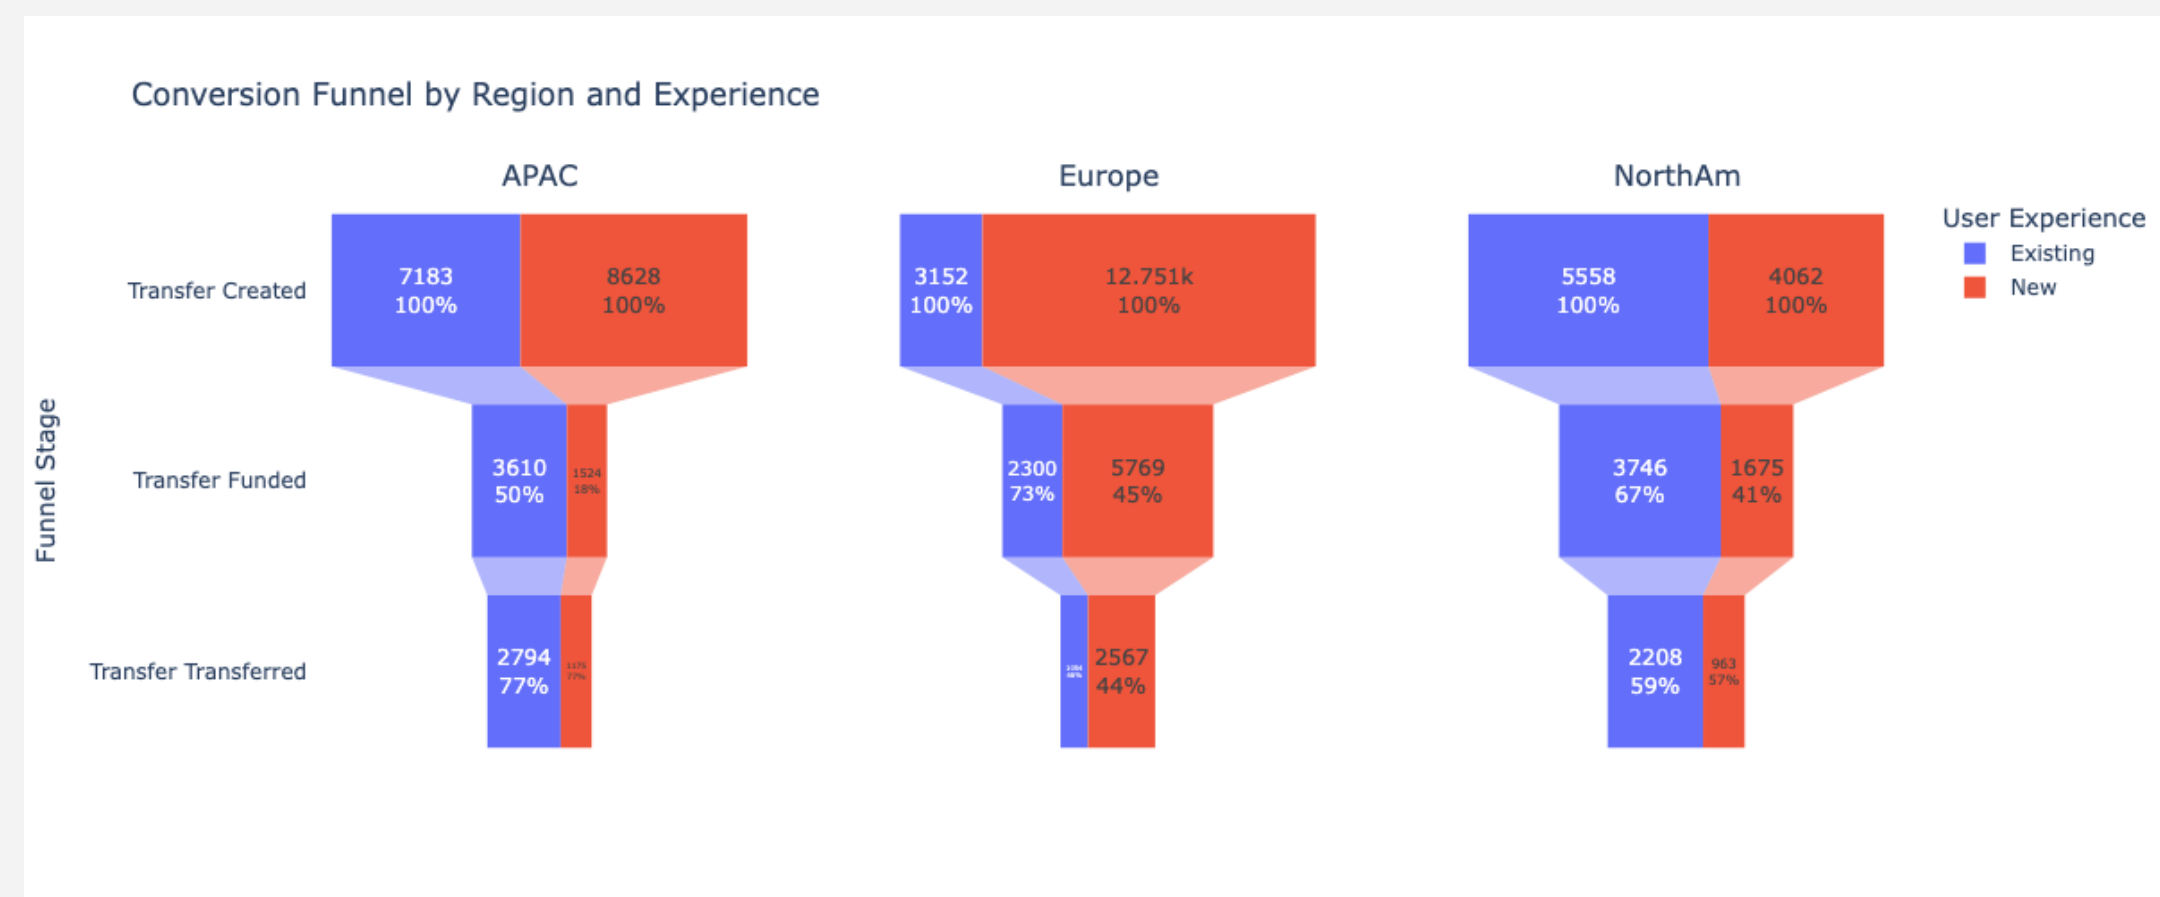 Conversion Funnel by Region and Experience
APAC
Europe
NorthAm
User Experience
Existing
New
Funnel Stage
Transfer Created
7183
100%
8628
100%
3152
100%
12.751k
100%
5558
100%
4062
100%
Transfer Funded
3610
50%
1524
18%
2300
73%
5769
45%
3746
67%
1675
41%
Transfer Transferred
2794
77%
1175
77%
2567
44%
2208
59%
963
57%